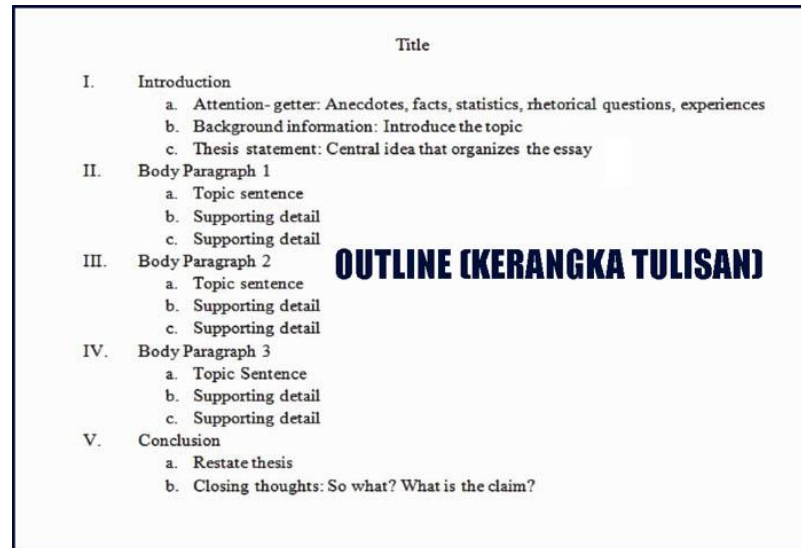 Title
I. Introduction
a. Attention- getter: Anecdotes, facts, statistics, rhetorical questions, experiences
b. Background information: Introduce the topic
c. Thesis statement: Central idea that organizes the essay
II. Body Paragraph 1
a. Topic sentence
b. Supporting detail
c. Supporting detail
III. Body Paragraph 2
a. Topic sentence
b. Supporting detail
c. Supporting detail
OUTLINE (KERANGKA TULISAN)
IV. Body Paragraph 3
a. Topic Sentence
b. Supporting detail
c. Supporting detail
V. Conclusion
a. Restate thesis
b. Closing thoughts: So what? What is the claim?